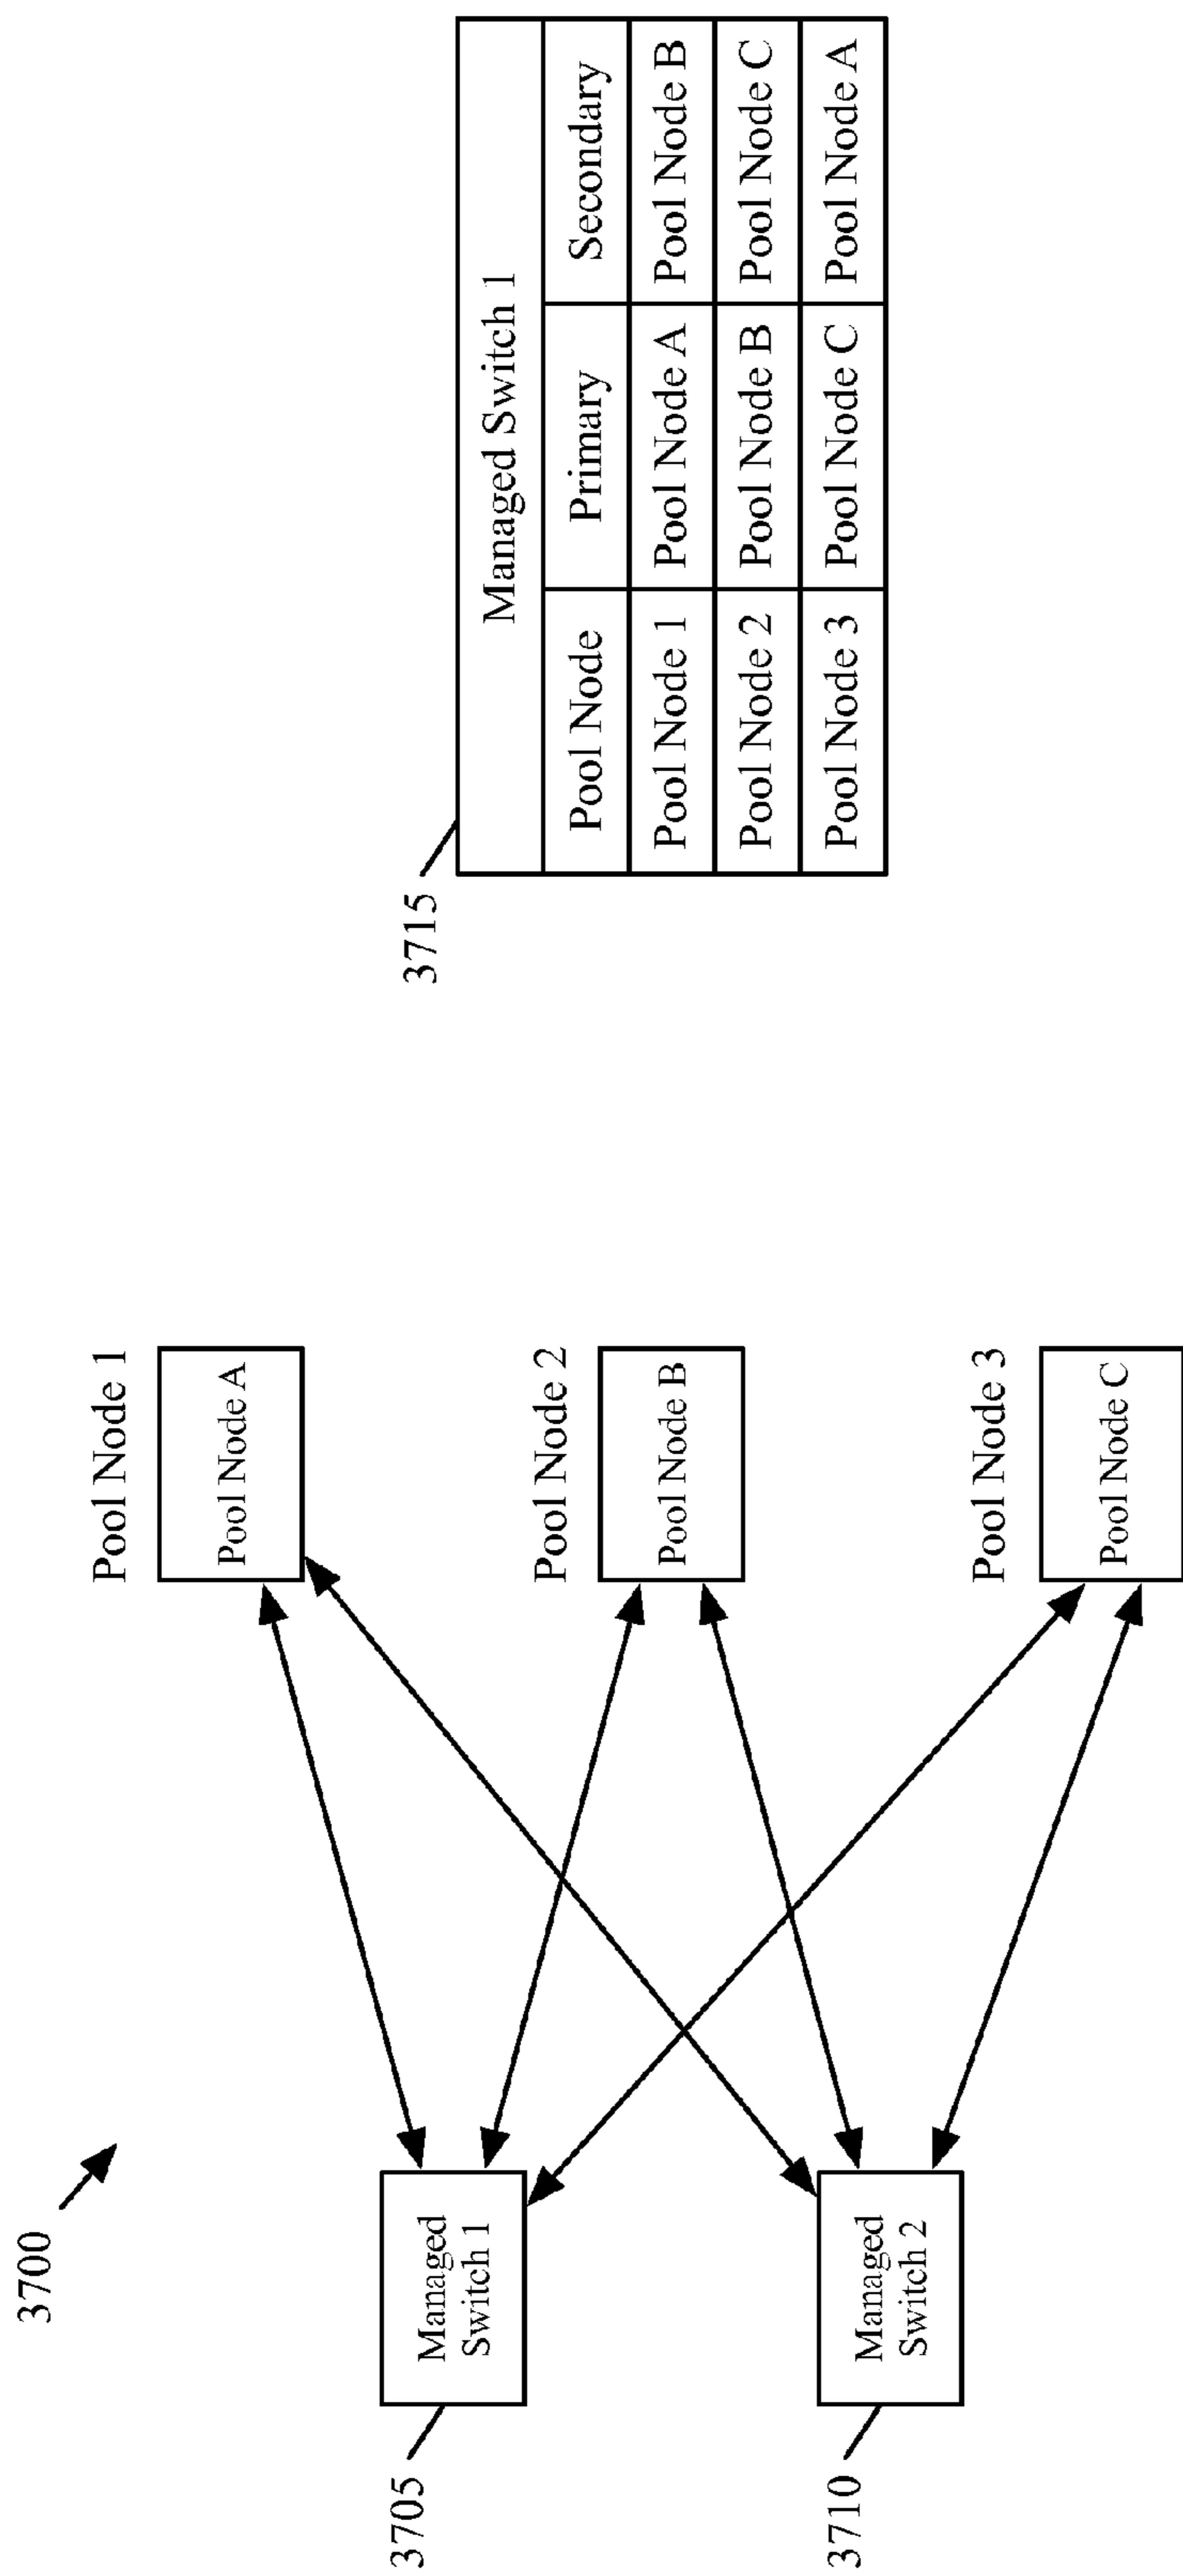 3700
Pool Node 1
Pool Node A
3705
Managed
Switch 1
Pool Node 2
Pool Node B
3710
Managed
Switch 2
Pool Node 3
Pool Node C
3715
Managed Switch 1
Pool Node Primary Secondary
Pool Node 1 Pool Node A Pool Node B
Pool Node 2 Pool Node B Pool Node C
Pool Node 3 Pool Node C Pool Node A